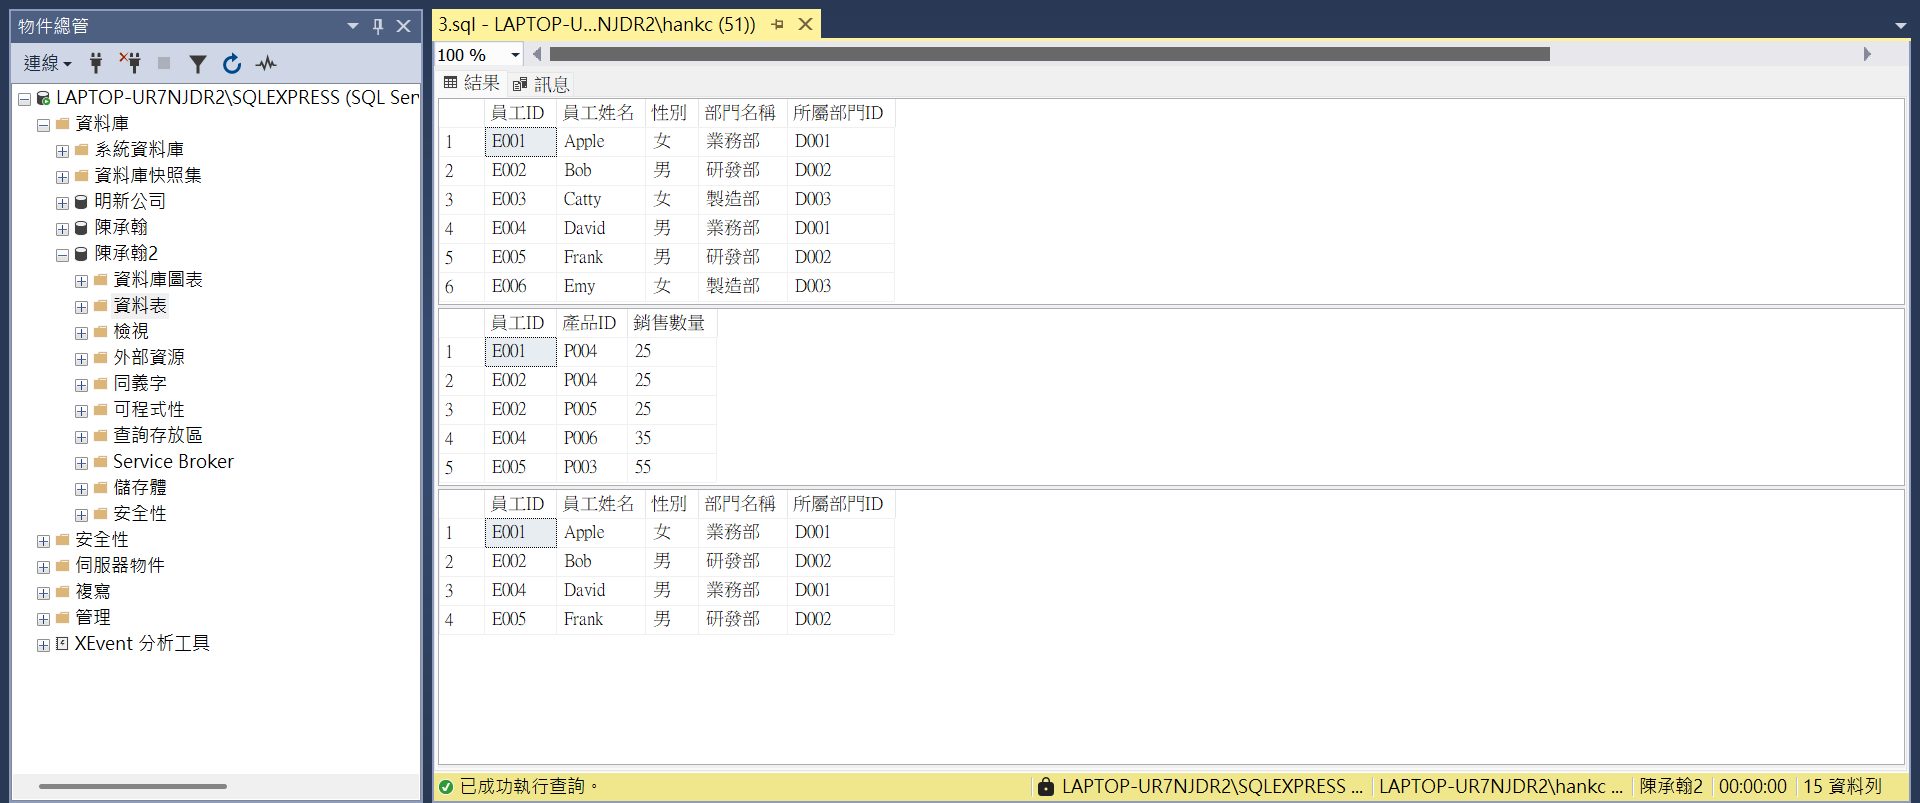 物件總管
連線
LAPTOP-UR7NJDR2\SQLEXPRESS (SQL Ser
資料庫
系統資料庫
資料庫快照集
明新公司
陳承翰
陳承翰2
資料庫圖表
資料表
檢視
外部資源
同義字
可程式性
查詢存放區
Service Broker
儲存體
安全性
安全性
伺服器物件
複寫
管理
XEvent 分析工具
3.sql - LAPTOP-U...NJDR2\hankc (51))
100 %
結果 訊息
員工ID 員工姓名 性別 部門名稱 所屬部門ID
1 E001 Apple 女 業務部 D001
2 E002 Bob 男 研發部 D002
3 E003 Catty 女 製造部 D003
4 E004 David 男 業務部 D001
5 E005 Frank 男 研發部 D002
6 E006 Emy 女 製造部 D003
員工ID 產品ID 銷售數量
1 E001 P004 25
2 E002 P004 25
3 E002 P005 25
4 E004 P006 35
5 E005 P003 55
員工ID 員工姓名 性別 部門名稱 所屬部門ID
1 E001 Apple 女 業務部 D001
2 E002 Bob 男 研發部 D002
3 E004 David 男 業務部 D001
4 E005 Frank 男 研發部 D002
已成功執行查詢。 LAPTOP-UR7NJDR2\SQLEXPRESS ... LAPTOP-UR7NJDR2\hankc ... 陳承翰2 00:00:00 15 資料列